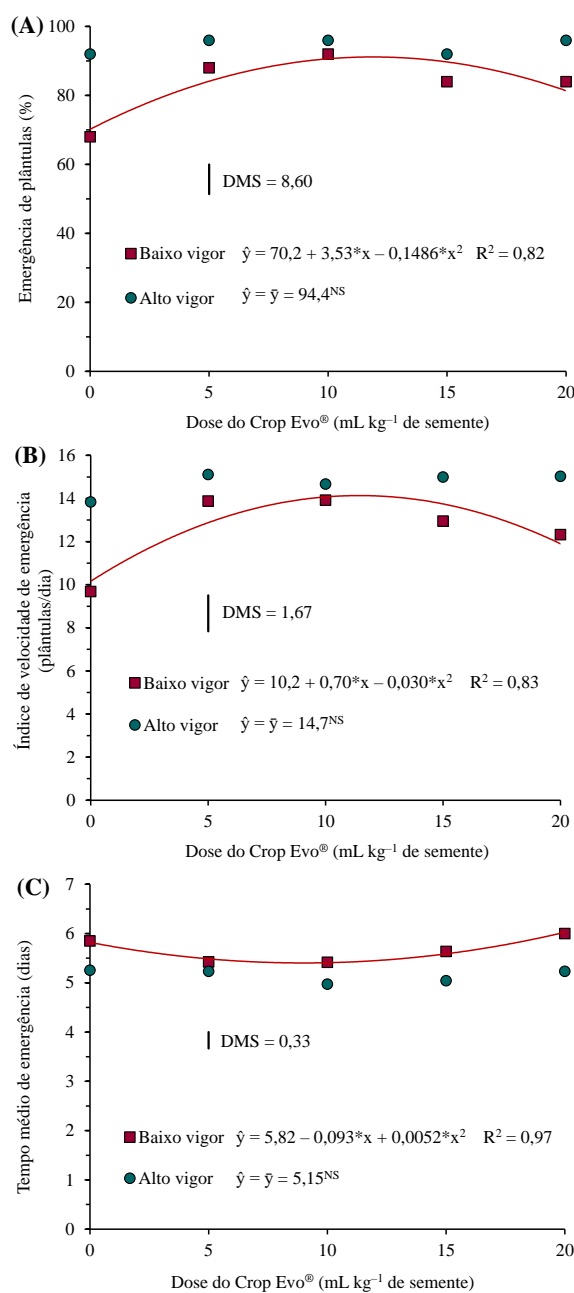 (A)
100
80
60
40
20
0
Emergência de plântulas (%)
DMS = 8,60
Baixo vigor ŷ = 70,2 + 3,53*x – 0,1486*x² R² = 0,82
Alto vigor ŷ = ȳ = 94,4ᴺˢ
0 5 10 15 20
Dose do Crop Evo® (mL kg⁻¹ de semente)
(B)
18
16
14
12
10
8
6
4
2
0
Índice de velocidade de emergência
(plântulas/dia)
DMS = 1,67
Baixo vigor ŷ = 10,2 + 0,70*x – 0,030*x² R² = 0,83
Alto vigor ŷ = ȳ = 14,7ᴺˢ
0 5 10 15 20
Dose do Crop Evo® (mL kg⁻¹ de semente)
(C)
7
6
5
4
3
2
1
0
Tempo médio de emergência (dias)
DMS = 0,33
Baixo vigor ŷ = 5,82 – 0,093*x + 0,0052*x² R² = 0,97
Alto vigor ŷ = ȳ = 5,15ᴺˢ
0 5 10 15 20
Dose do Crop Evo® (mL kg⁻¹ de semente)